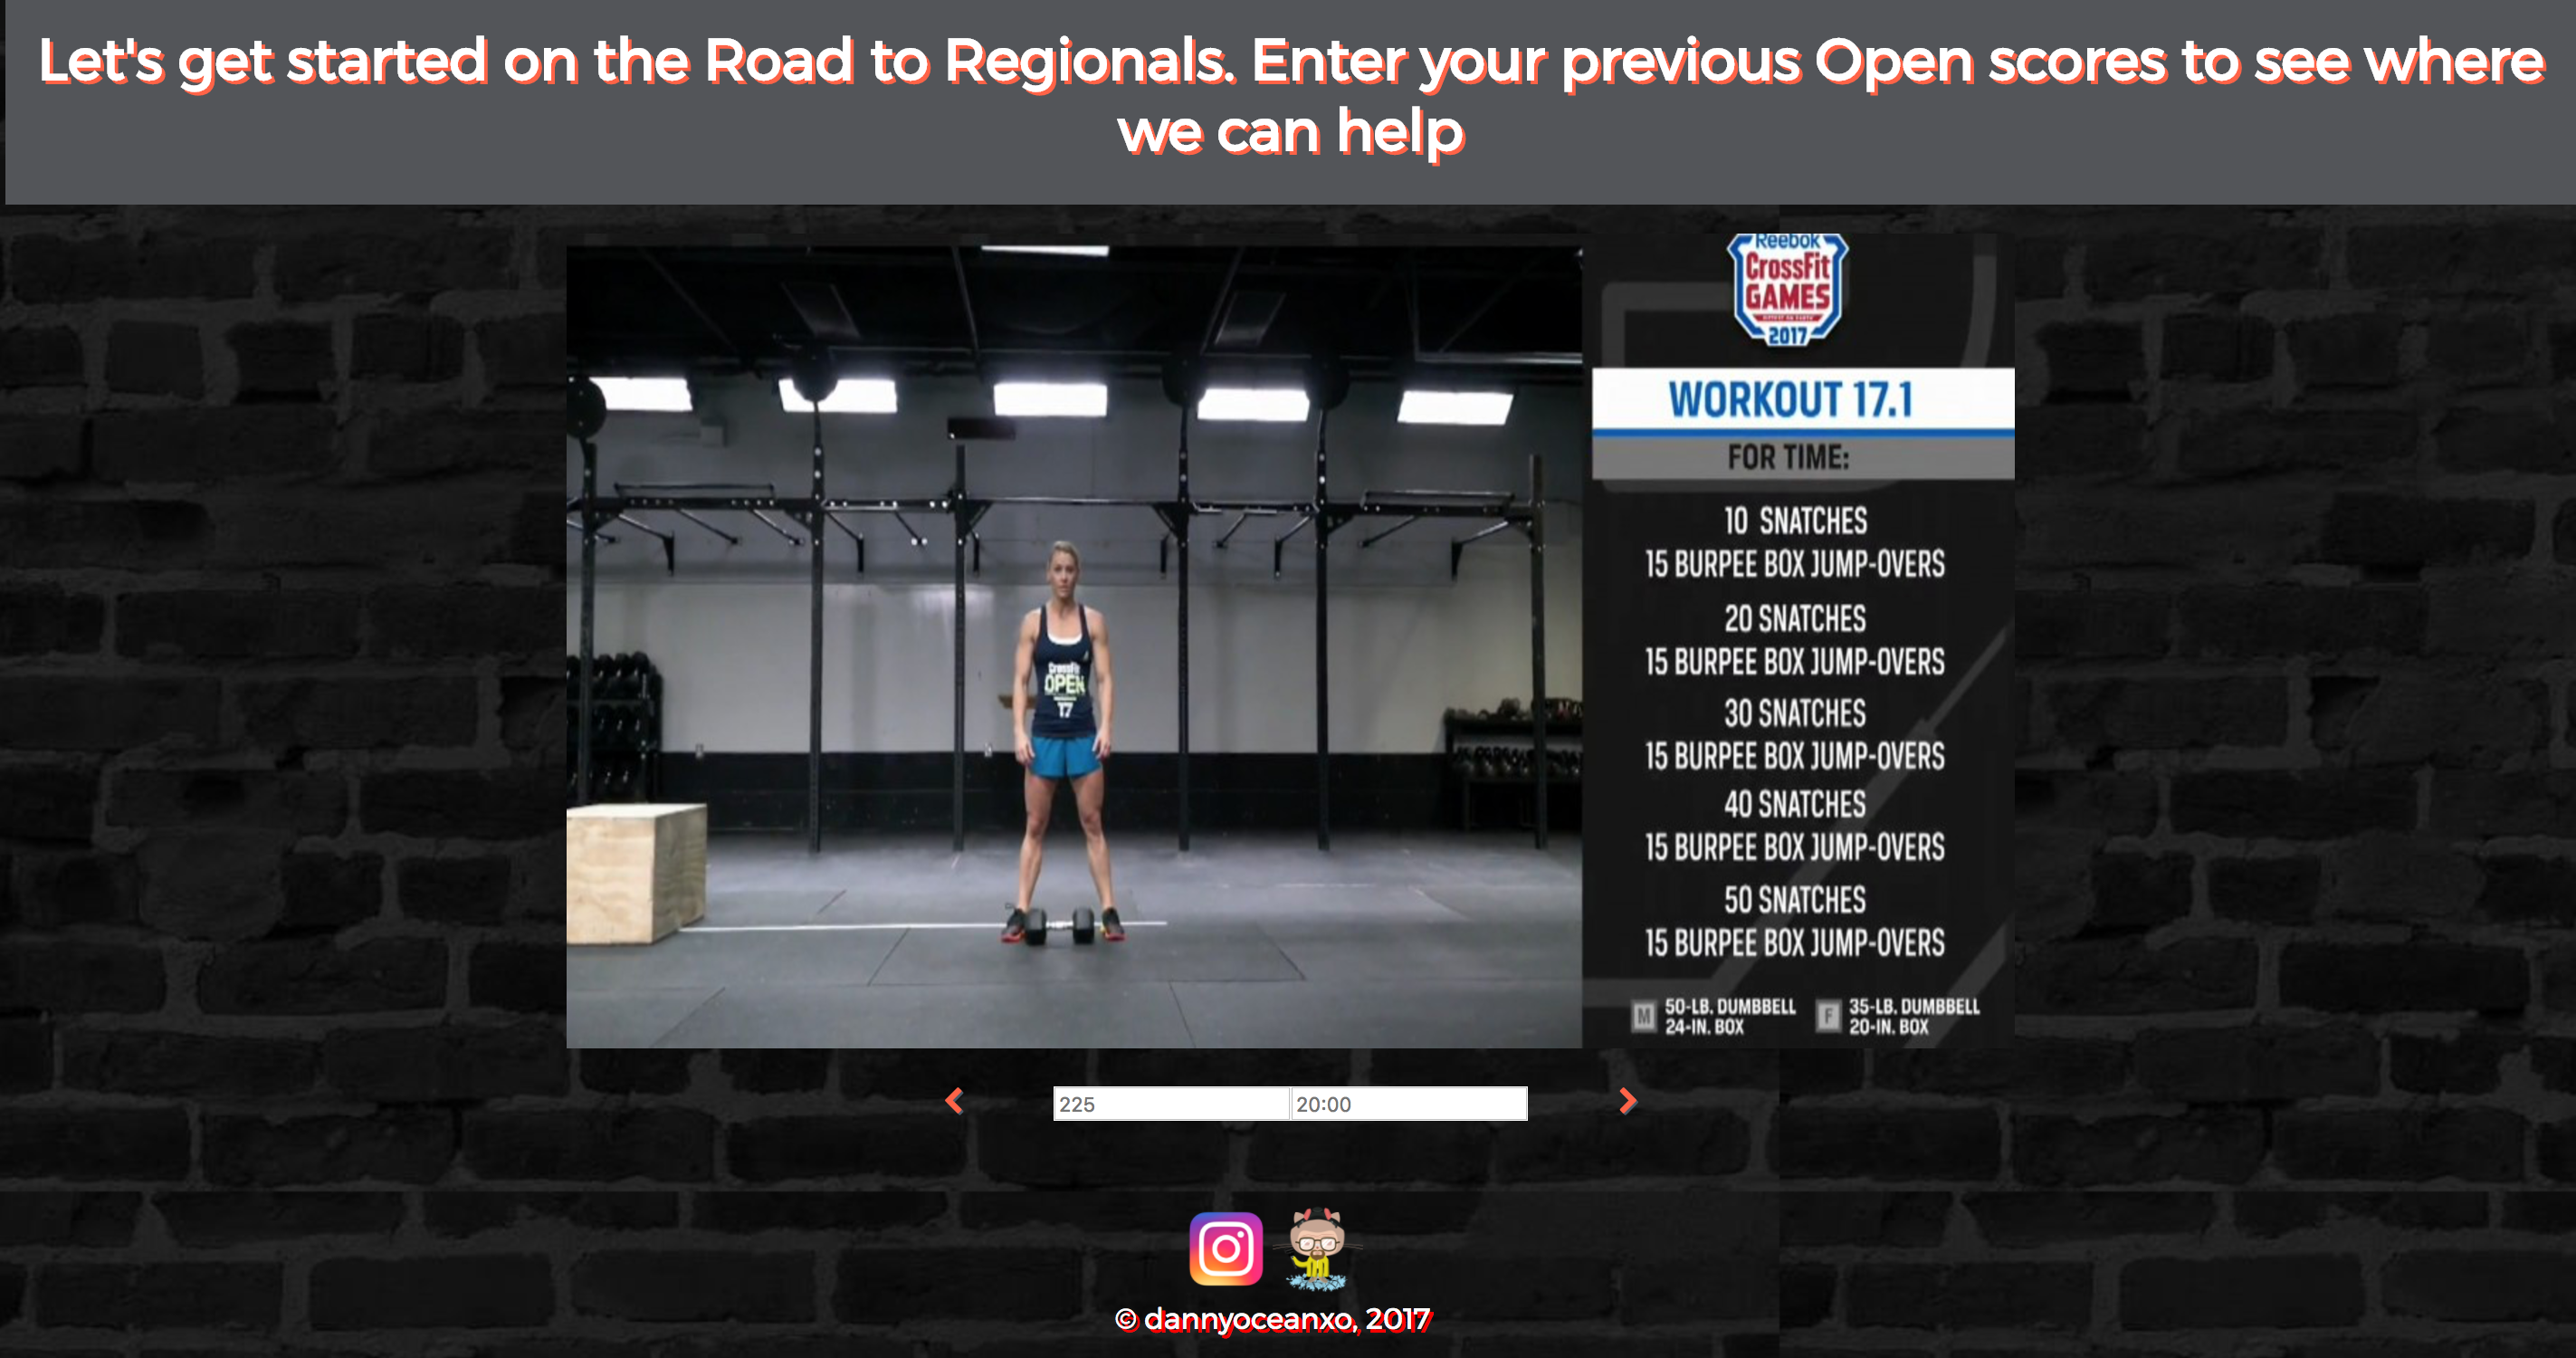 Let's get started on the Road to Regionals. Enter your previous Open scores to see where
we can help
Reebok
CrossFit
GAMES
2017
WORKOUT 17.1
FOR TIME:
10 SNATCHES
15 BURPEE BOX JUMP-OVERS
20 SNATCHES
15 BURPEE BOX JUMP-OVERS
30 SNATCHES
15 BURPEE BOX JUMP-OVERS
40 SNATCHES
15 BURPEE BOX JUMP-OVERS
50 SNATCHES
15 BURPEE BOX JUMP-OVERS
M 50-LB. DUMBBELL F 35-LB. DUMBBELL
24-IN. BOX 20-IN. BOX
CrossFit
OPEN
17
225 20:00
© dannyoceanxo, 2017